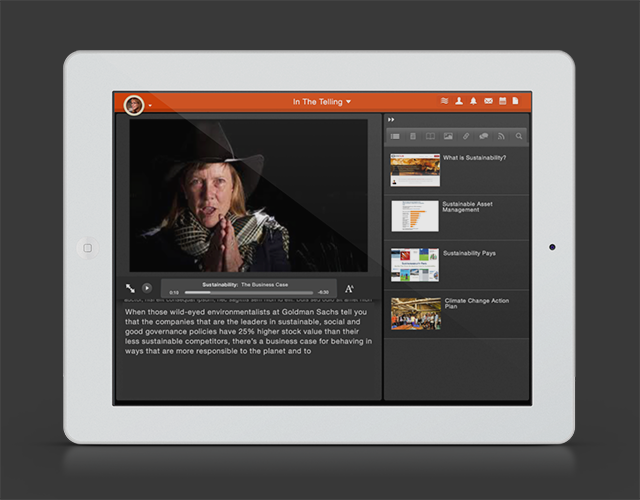 In The Telling
What is Sustainability?
Sustainable Asset
Management
Sustainability Pays
Climate Change Action
Plan
Sustainability: The Business Case
0:16
-5:30
A
When those wild-eyed environmentalists at Goldman Sachs tell you
that the companies that are the leaders in sustainable, social and
good governance policies have 25% higher stock value than their
less sustainable competitors, there's a business case for behaving in
ways that are more responsible to the planet and to